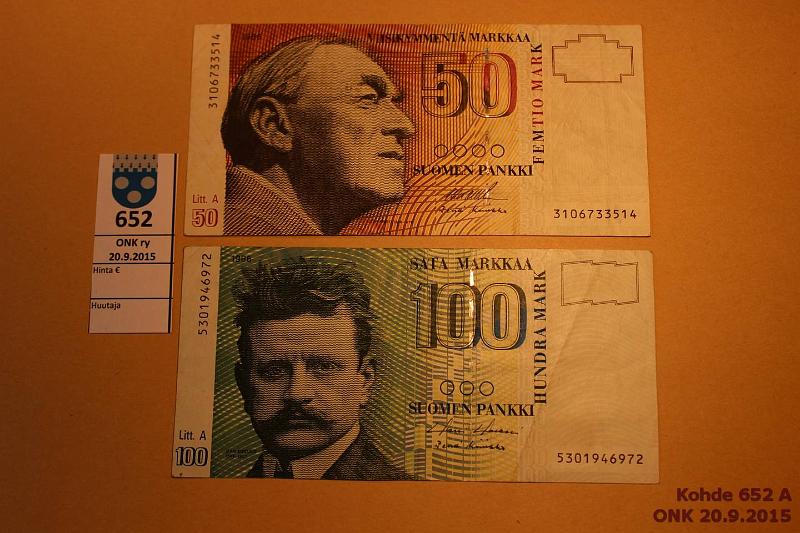 652
ONK ry
20.9.2015
Hinta €
Huutaja
3106733514
1986
VIISIKYMMENTÄ MARKKAA
50
FEMTIO MARK
SUOMEN PANKKI
Litt. A
50
3106733514
5301946972
1986
SATA MARKKAA
100
HUNDRA MARK
SUOMEN PANKKI
Litt. A
100
5301946972
Kohde 652 A
ONK 20.9.2015